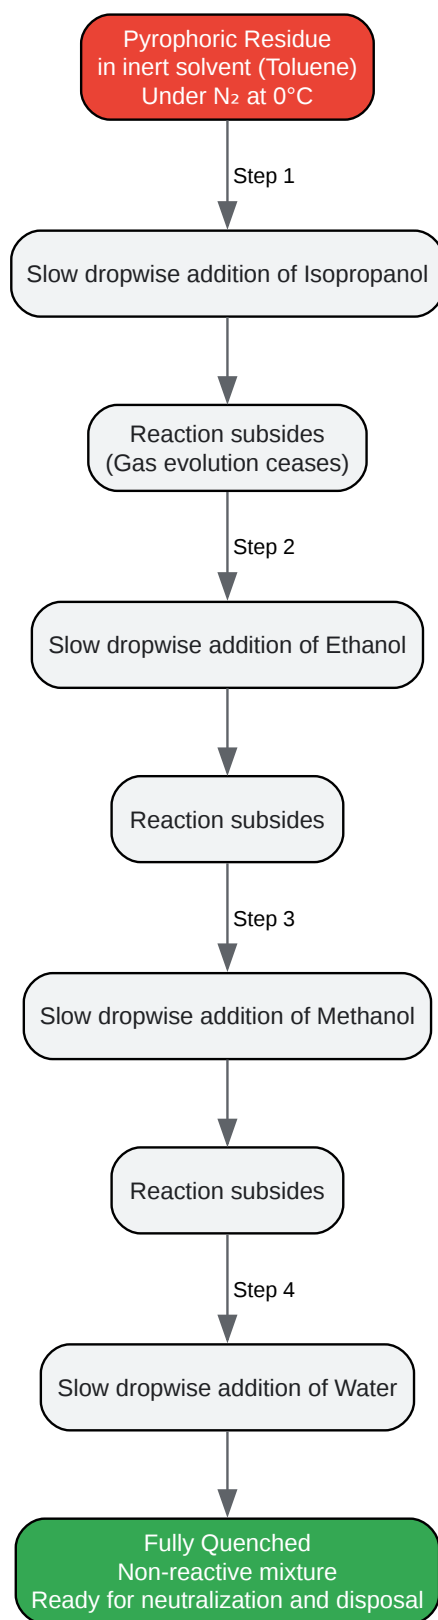 Pyrophoric Residue
in inert solvent (Toluene)
Under N₂ at 0°C
Step 1
Slow dropwise addition of Isopropanol
Reaction subsides
(Gas evolution ceases)
Step 2
Slow dropwise addition of Ethanol
Reaction subsides
Step 3
Slow dropwise addition of Methanol
Reaction subsides
Step 4
Slow dropwise addition of Water
Fully Quenched
Non-reactive mixture
Ready for neutralization and disposal